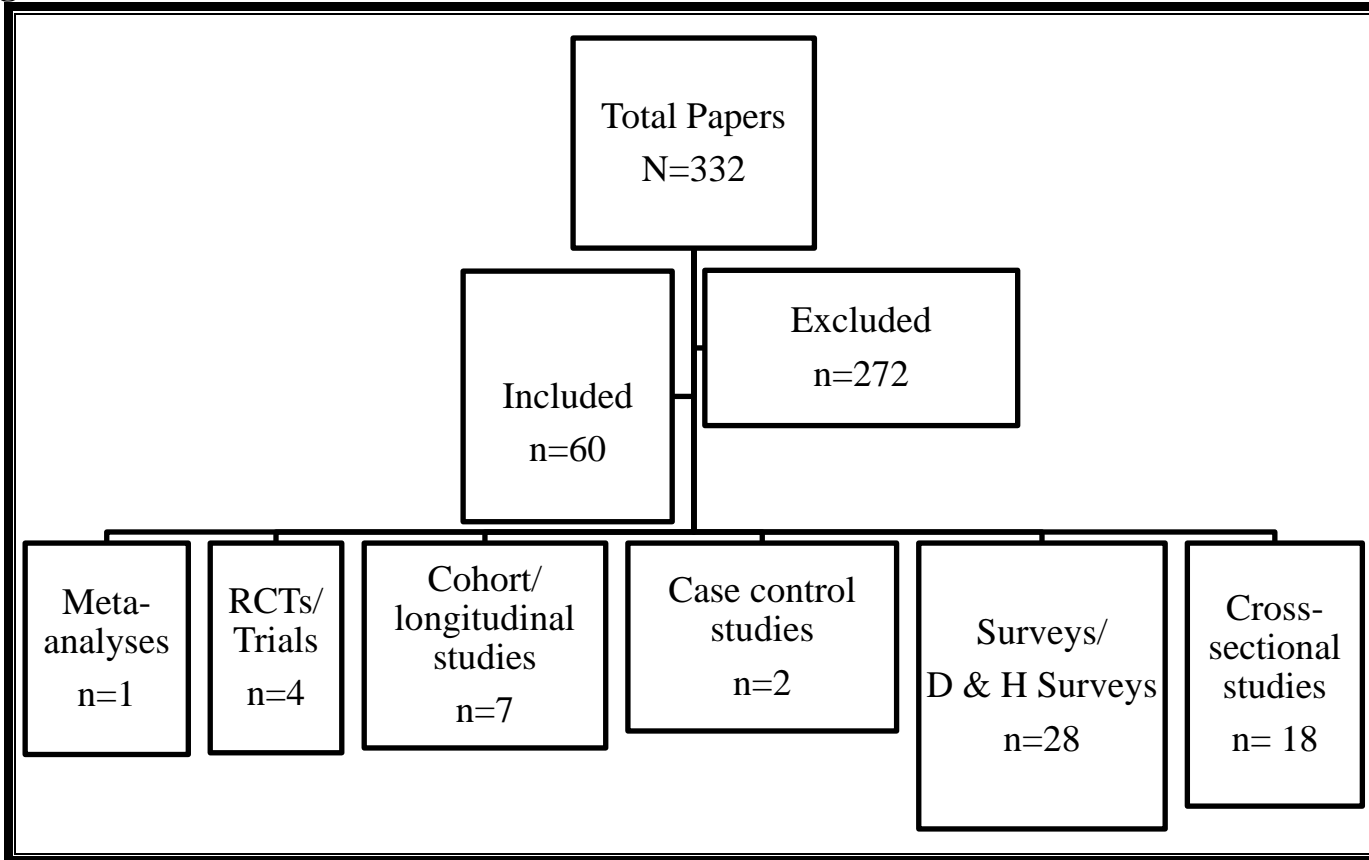 Total Papers
N=332
Excluded
n=272
Included
n=60
Meta-
analyses
n=1
RCTs/
Trials
n=4
Cohort/
longitudinal
studies
n=7
Case control
studies
n=2
Surveys/
D & H Surveys
n=28
Cross-
sectional
studies
n= 18